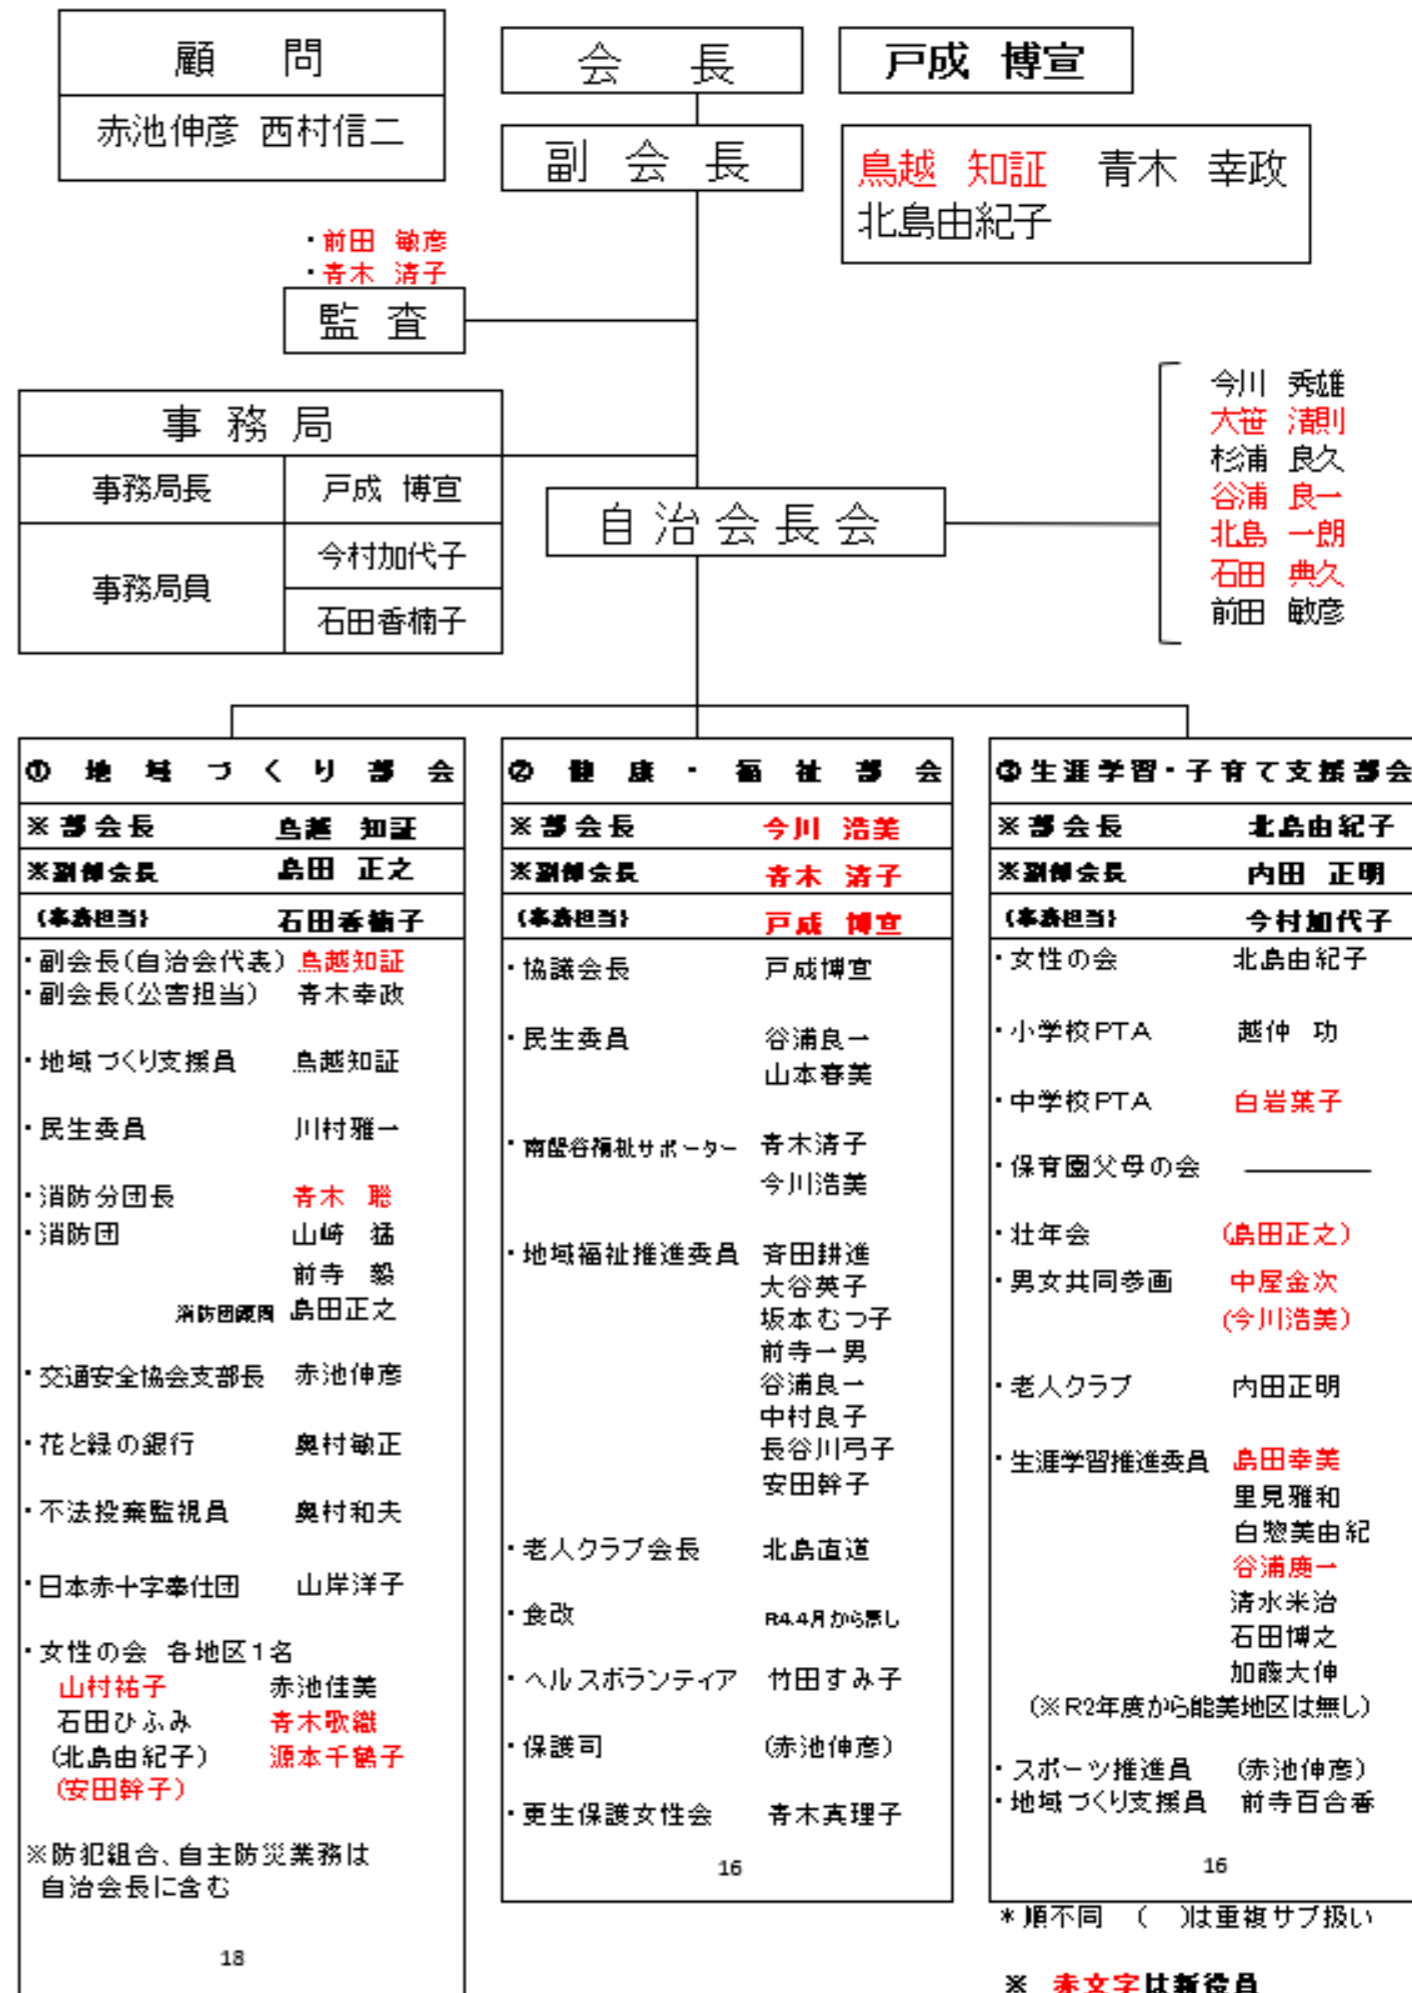 顧 問
赤池伸彦 西村信二
会 長
戸成 博宣
副 会 長
鳥越 知証 青木 幸政
北島由紀子
・前田 敏彦
・青木 清子
監 査
事 務 局
事務局長 戸成 博宣
事務局員 今村加代子
石田香楠子
自 治 会 長 会
今川 秀雄
大笹 清則
杉浦 良久
谷浦 良一
北島 一朗
石田 典久
前田 敏彦
① 地 域 づ く り 部 会
※部会長 鳥越 知証
※副部会長 島田 正之
(事務担当) 石田香楠子
・副会長(自治会代表)鳥越知証
・副会長(公害担当) 青木幸政
・地域づくり支援員 鳥越知証
・民生委員 川村雅一
・消防分団長 青木 聡
・消防団 山崎 猛
前寺 毅
消防団顧問 島田正之
・交通安全協会支部長 赤池伸彦
・花と緑の銀行 奥村敏正
・不法投棄監視員 奥村和夫
・日本赤十字奉仕団 山岸洋子
・女性の会 各地区1名
山村祐子 赤池佳美
石田ひふみ 青木歌織
(北島由紀子) 源本千鶴子
(安田幹子)
※防犯組合、自主防災業務は
自治会長に含む
18
② 健 康 ・ 福 祉 部 会
※部会長 今川 浩美
※副部会長 青木 清子
(事務担当) 戸成 博宣
・協議会長 戸成博宣
・民生委員 谷浦良一
山本春美
・南留谷福祉サポーター 青木清子
今川浩美
・地域福祉推進委員 斉田耕進
大谷英子
坂本むつ子
前寺一男
谷浦良一
中村良子
長谷川弓子
安田幹子
・老人クラブ会長 北島直道
・食改 R4.4月から無し
・ヘルスボランティア 竹田すみ子
・保護司 (赤池伸彦)
・更生保護女性会 青木真理子
16
③生涯学習・子育て支援部会
※部会長 北島由紀子
※副部会長 内田 正明
(事務担当) 今村加代子
・女性の会 北島由紀子
・小学校PTA 越仲 功
・中学校PTA 白岩葉子
・保育園父母の会 ―――
・壮年会 (島田正之)
・男女共同参画 中屋金次
(今川浩美)
・老人クラブ 内田正明
・生涯学習推進委員 島田幸美
里見雅和
白惣美由紀
谷浦慶一
清水米治
石田博之
加藤大伸
(※R2年度から能美地区は無し)
・スポーツ推進員 (赤池伸彦)
・地域づくり支援員 前寺百合香
16
*順不同 ( )は重複サブ扱い
※ 赤文字は新役員